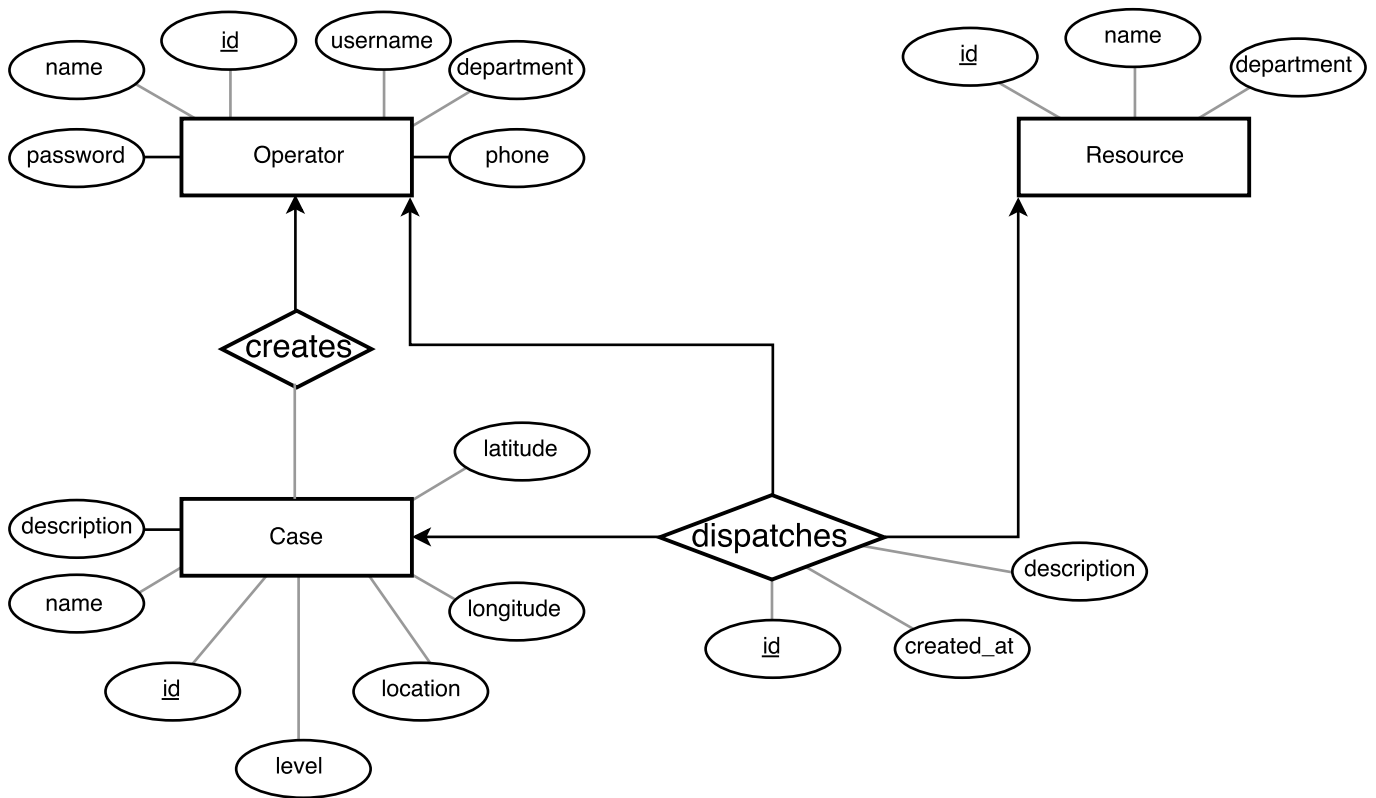 id
username
name
department
password
Operator
phone
id
name
department
Resource
creates
latitude
description
Case
dispatches
name
longitude
description
id
location
id
created_at
level